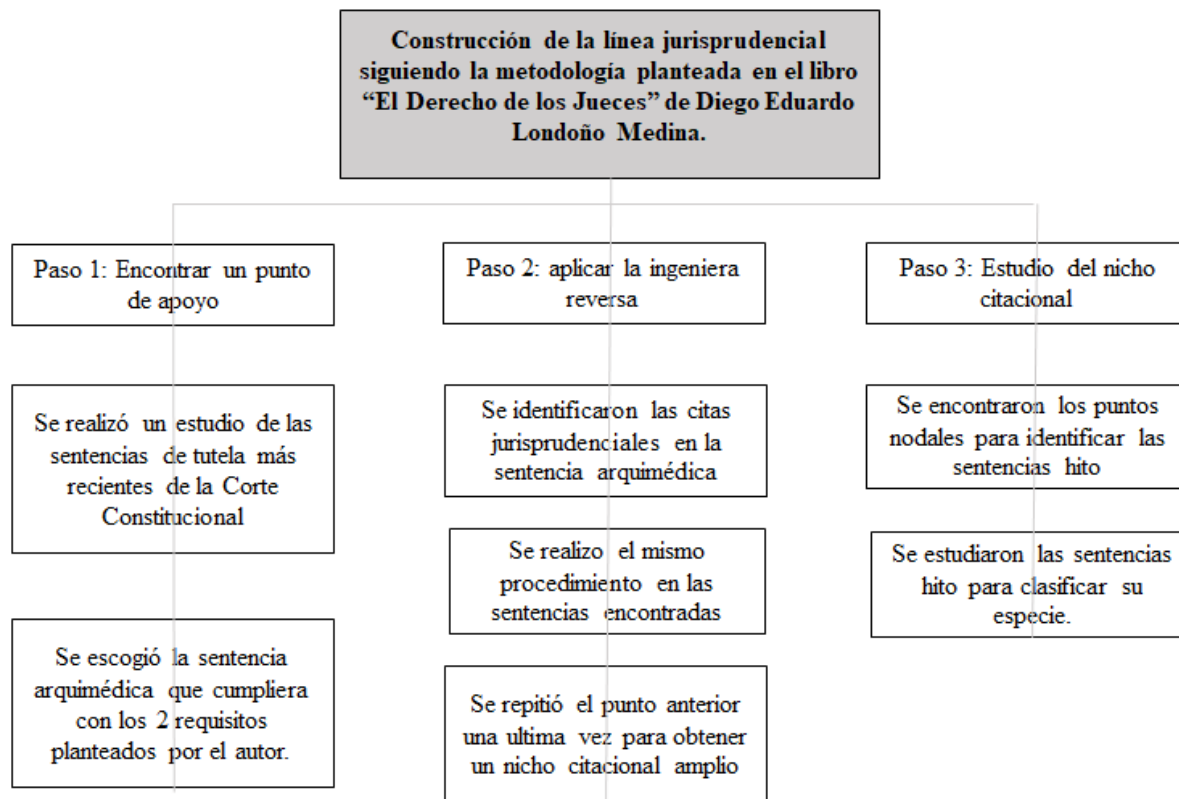 Construcción de la línea jurisprudencial
siguiendo la metodología planteada en el libro
“El Derecho de los Jueces” de Diego Eduardo
Londoño Medina.
Paso 1: Encontrar un punto
de apoyo
Se realizó un estudio de las
sentencias de tutela más
recientes de la Corte
Constitucional
Se escogió la sentencia
arquimédica que cumpliera
con los 2 requisitos
planteados por el autor.
Paso 2: aplicar la ingeniera
reversa
Se identificaron las citas
jurisprudenciales en la
sentencia arquimédica
Se realizo el mismo
procedimiento en las
sentencias encontradas
Se repitió el punto anterior
una ultima vez para obtener
un nicho citacional amplio
Paso 3: Estudio del nicho
citacional
Se encontraron los puntos
nodales para identificar las
sentencias hito
Se estudiaron las sentencias
hito para clasificar su
especie.